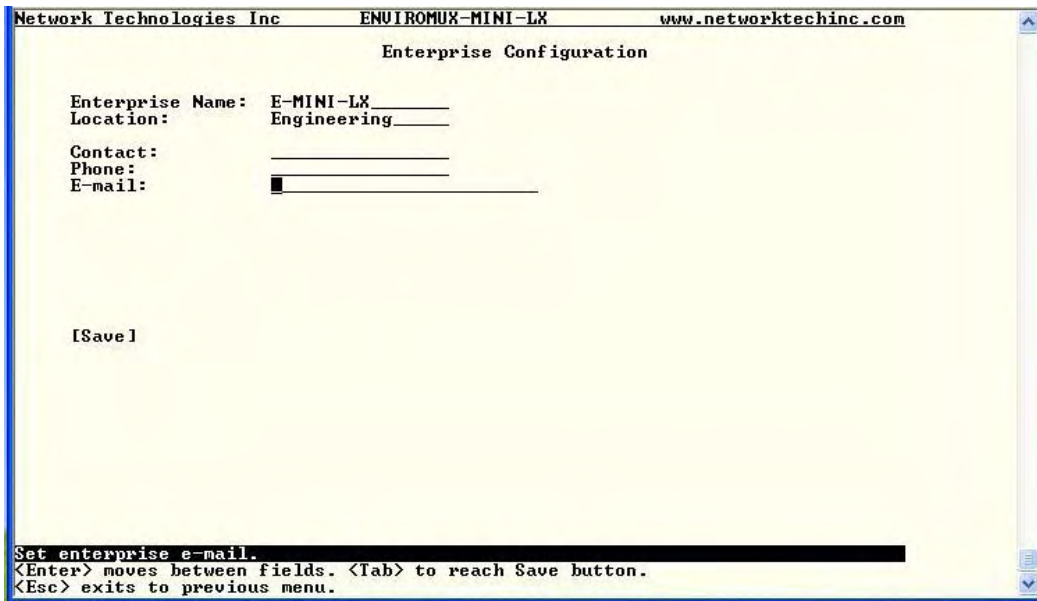 Network Technologies Inc ENVIROMUX-MINI-LX www.networktechinc.com
Enterprise Configuration
Enterprise Name: E-MINI-LX
Location: Engineering
Contact:
Phone:
E-mail:
[Save]
Set enterprise e-mail.
<Enter> moves between fields. <Tab> to reach Save button.
<Esc> exits to previous menu.